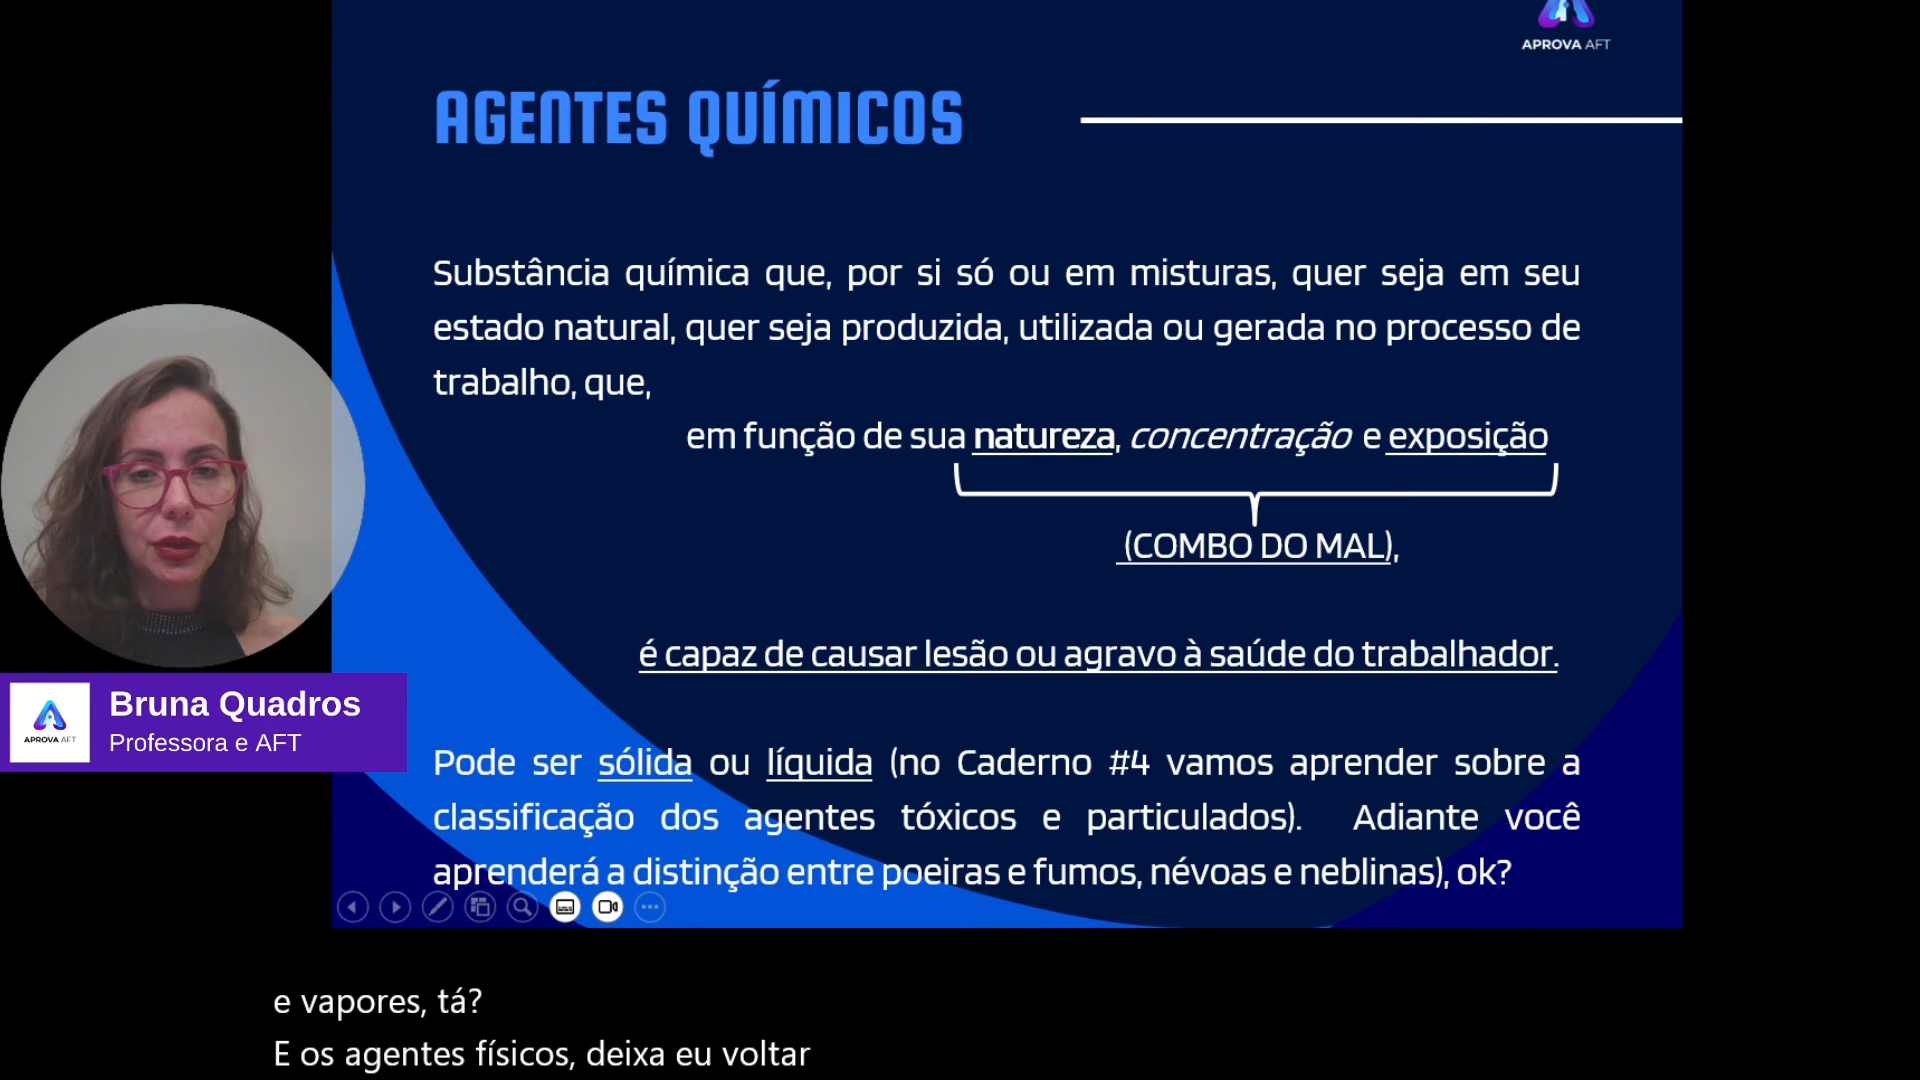 APROVA AFT
AGENTES QUÍMICOS
Substância química que, por si só ou em misturas, quer seja em seu
estado natural, quer seja produzida, utilizada ou gerada no processo de
trabalho, que,
em função de sua natureza, concentração e exposição
(COMBO DO MAL),
é capaz de causar lesão ou agravo à saúde do trabalhador.
Bruna Quadros
Professora e AFT
APROVA AFT
Pode ser sólida ou líquida (no Caderno #4 vamos aprender sobre a
classificação dos agentes tóxicos e particulados). Adiante você
aprenderá a distinção entre poeiras e fumos, névoas e neblinas), ok?
e vapores, tá?
E os agentes físicos, deixa eu voltar